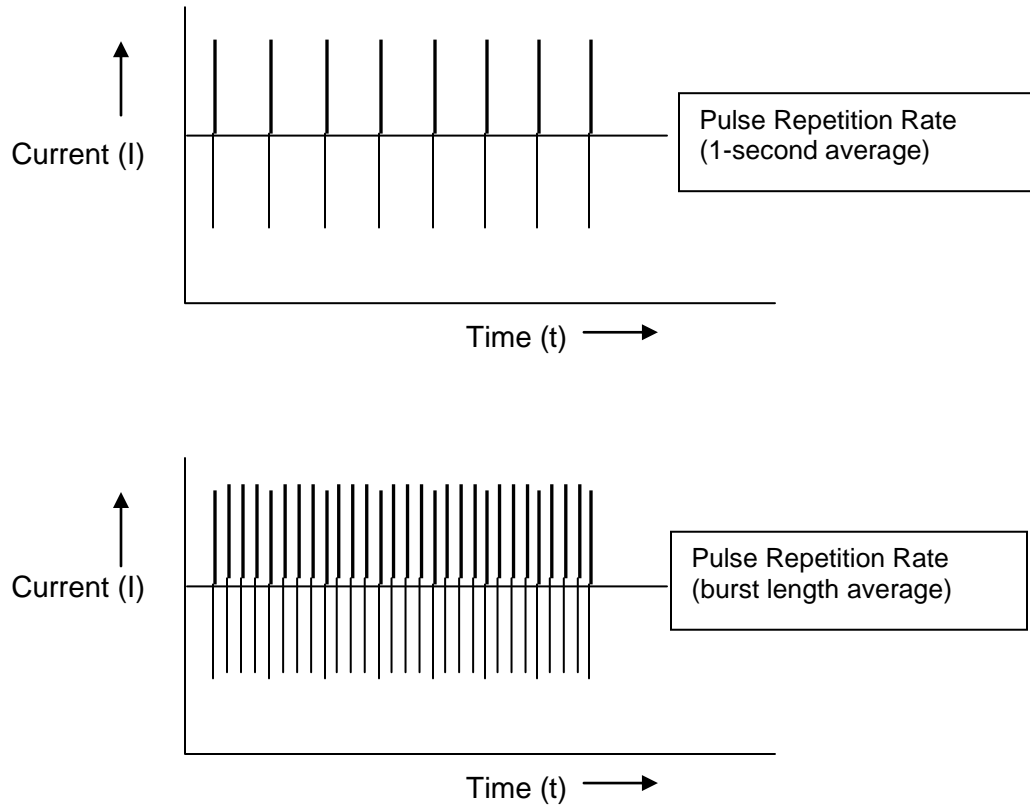 Current (I)
Pulse Repetition Rate
(1-second average)
Time (t)
Current (I)
Pulse Repetition Rate
(burst length average)
Time (t)